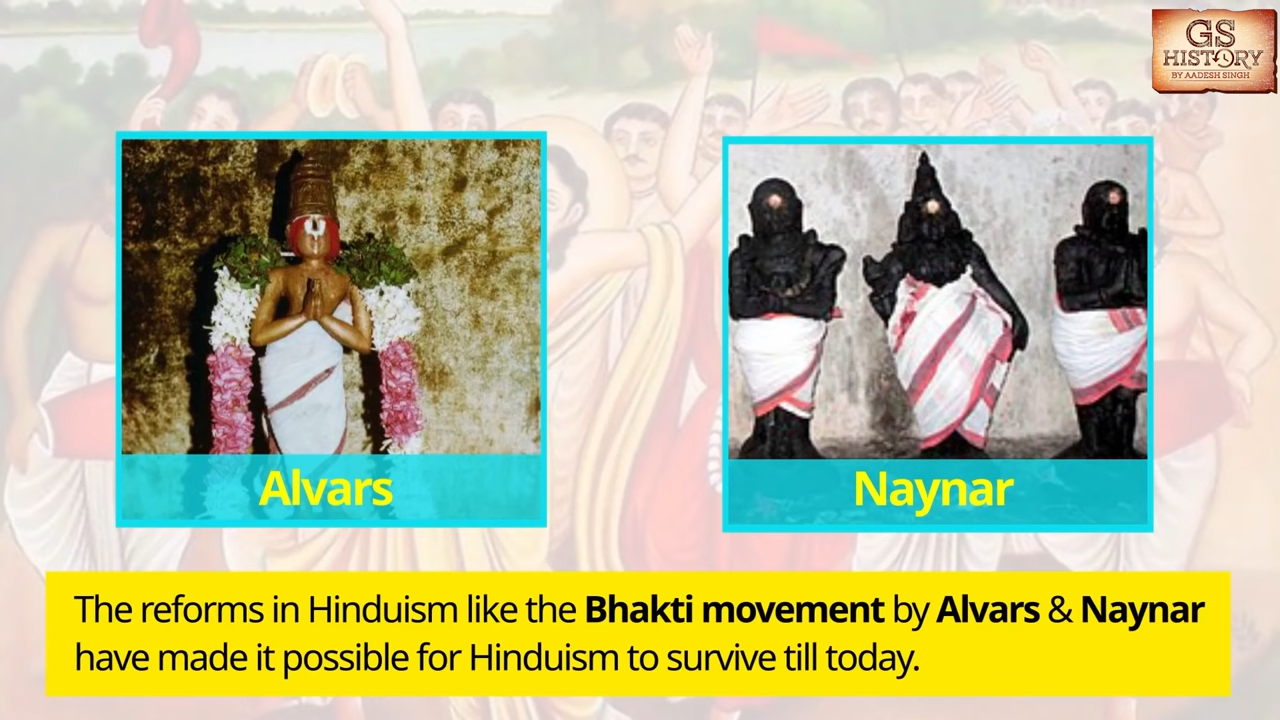 GS
HISTORY
BY AADESH SINGH
Alvars
Naynar
The reforms in Hinduism like the Bhakti movement by Alvars & Naynar
have made it possible for Hinduism to survive till today.